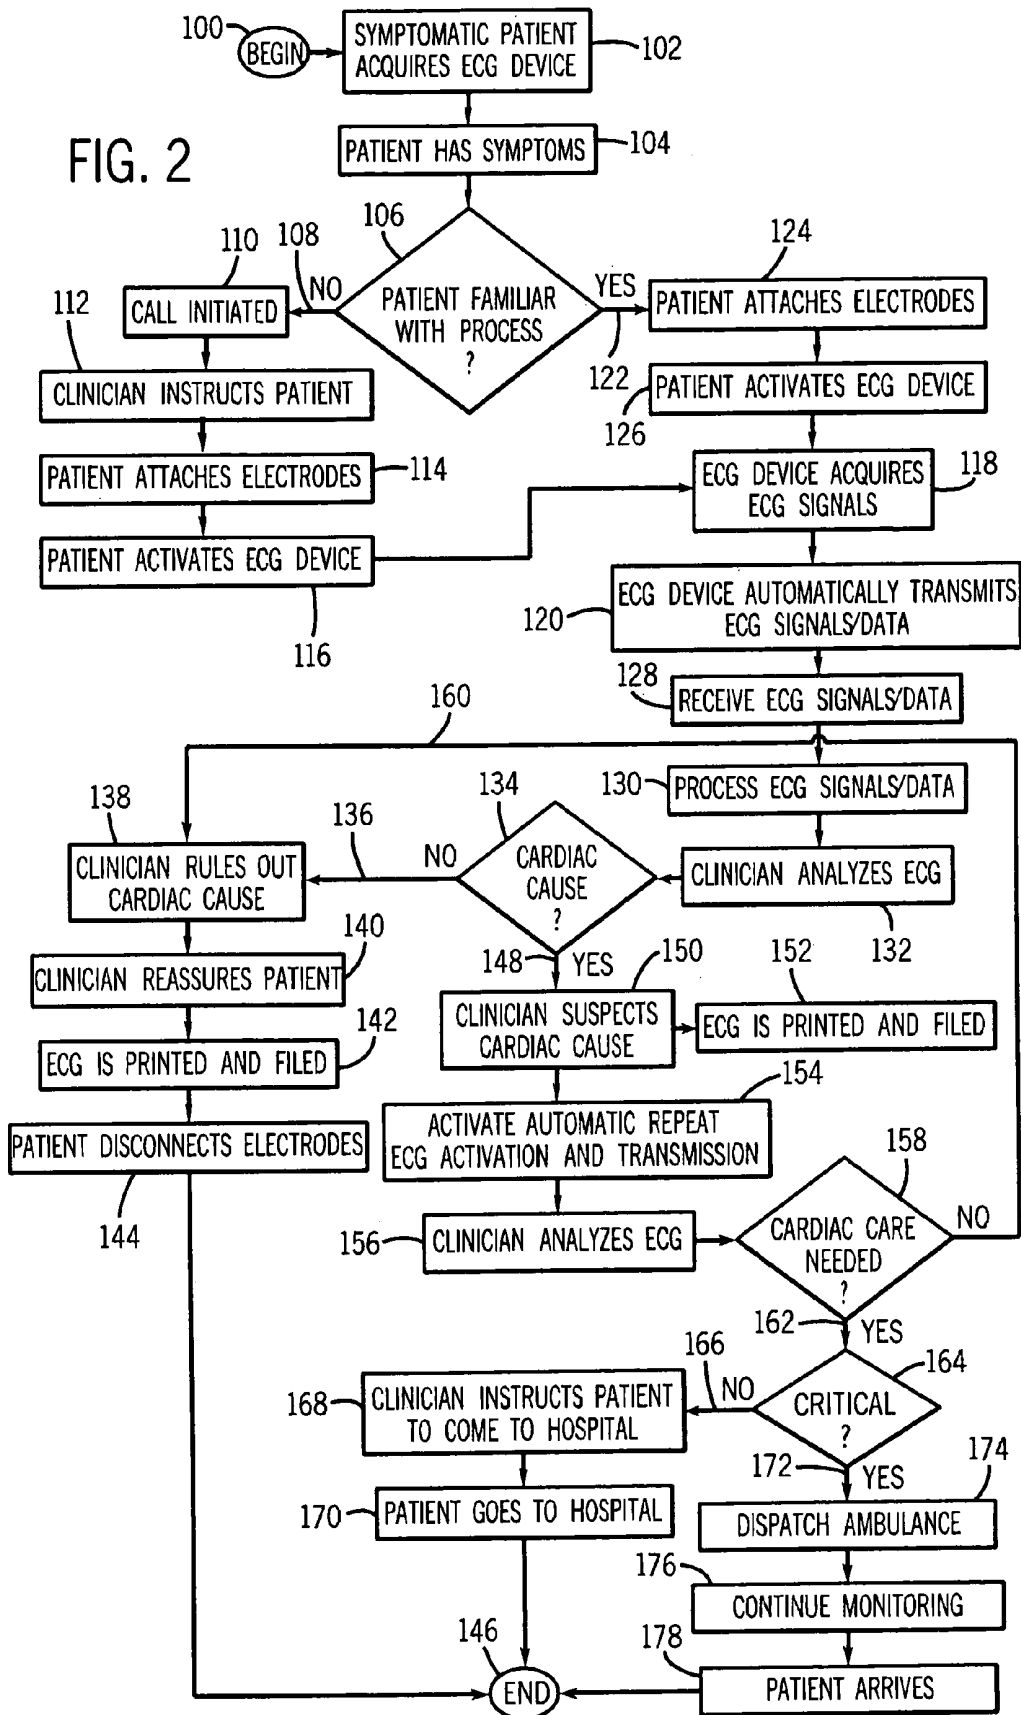 100
BEGIN
SYMPTOMATIC PATIENT
ACQUIRES ECG DEVICE
102
FIG. 2
PATIENT HAS SYMPTOMS
104
106
PATIENT FAMILIAR
WITH PROCESS
?
NO
108
110
CALL INITIATED
112
CLINICIAN INSTRUCTS PATIENT
PATIENT ATTACHES ELECTRODES
114
PATIENT ACTIVATES ECG DEVICE
116
YES
122
124
PATIENT ATTACHES ELECTRODES
PATIENT ACTIVATES ECG DEVICE
126
ECG DEVICE ACQUIRES
ECG SIGNALS
118
ECG DEVICE AUTOMATICALLY TRANSMITS
ECG SIGNALS/DATA
120
128
RECEIVE ECG SIGNALS/DATA
160
130
PROCESS ECG SIGNALS/DATA
CLINICIAN ANALYZES ECG
132
134
CARDIAC
CAUSE
?
NO
136
138
CLINICIAN RULES OUT
CARDIAC CAUSE
140
CLINICIAN REASSURES PATIENT
142
ECG IS PRINTED AND FILED
PATIENT DISCONNECTS ELECTRODES
144
148
YES
150
CLINICIAN SUSPECTS
CARDIAC CAUSE
152
ECG IS PRINTED AND FILED
154
ACTIVATE AUTOMATIC REPEAT
ECG ACTIVATION AND TRANSMISSION
156
CLINICIAN ANALYZES ECG
158
CARDIAC CARE
NEEDED
?
NO
162
YES
164
CRITICAL
?
166
NO
168
CLINICIAN INSTRUCTS PATIENT
TO COME TO HOSPITAL
170
PATIENT GOES TO HOSPITAL
172
YES
174
DISPATCH AMBULANCE
176
CONTINUE MONITORING
178
PATIENT ARRIVES
146
END